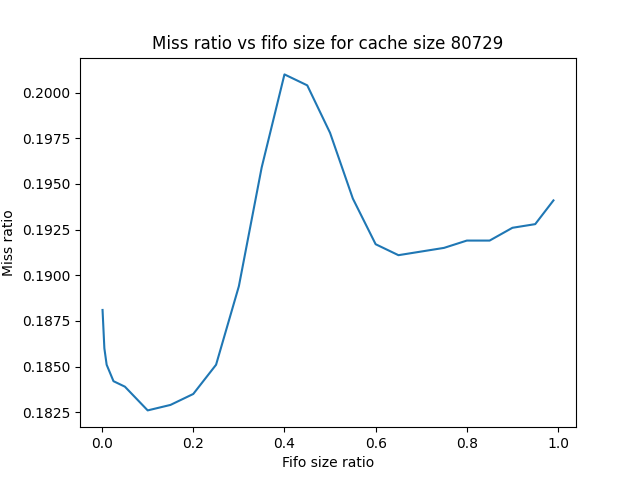 Miss ratio vs fifo size for cache size 80729
0.2000
0.1975
0.1950
0.1925
0.1900
0.1875
0.1850
0.1825
Miss ratio
0.0 0.2 0.4 0.6 0.8 1.0
Fifo size ratio